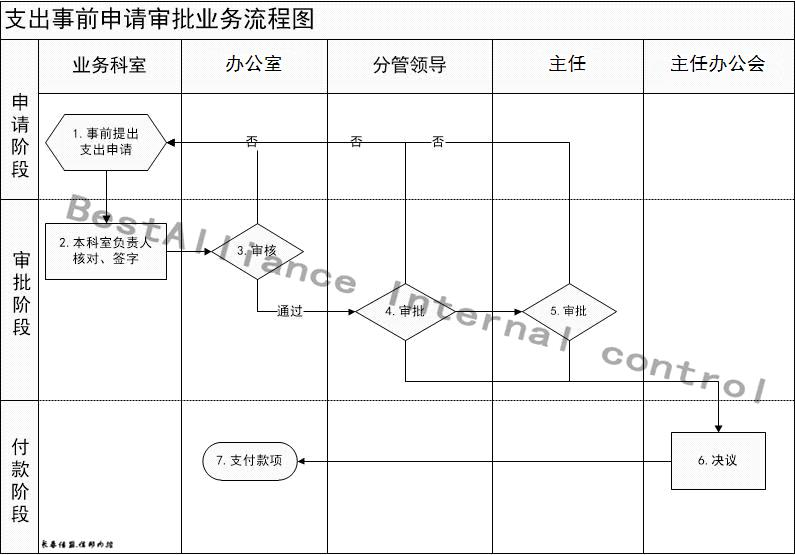 支出事前申请审批业务流程图
业务科室
办公室
分管领导
主任
主任办公会
申请阶段
1.事前提出
支出申请
否
否
否
审批阶段
2.本科室负责人
核对、签字
3.审核
通过
4.审批
5.审批
BestAlliance Internal control
付款阶段
7.支付款项
6.决议